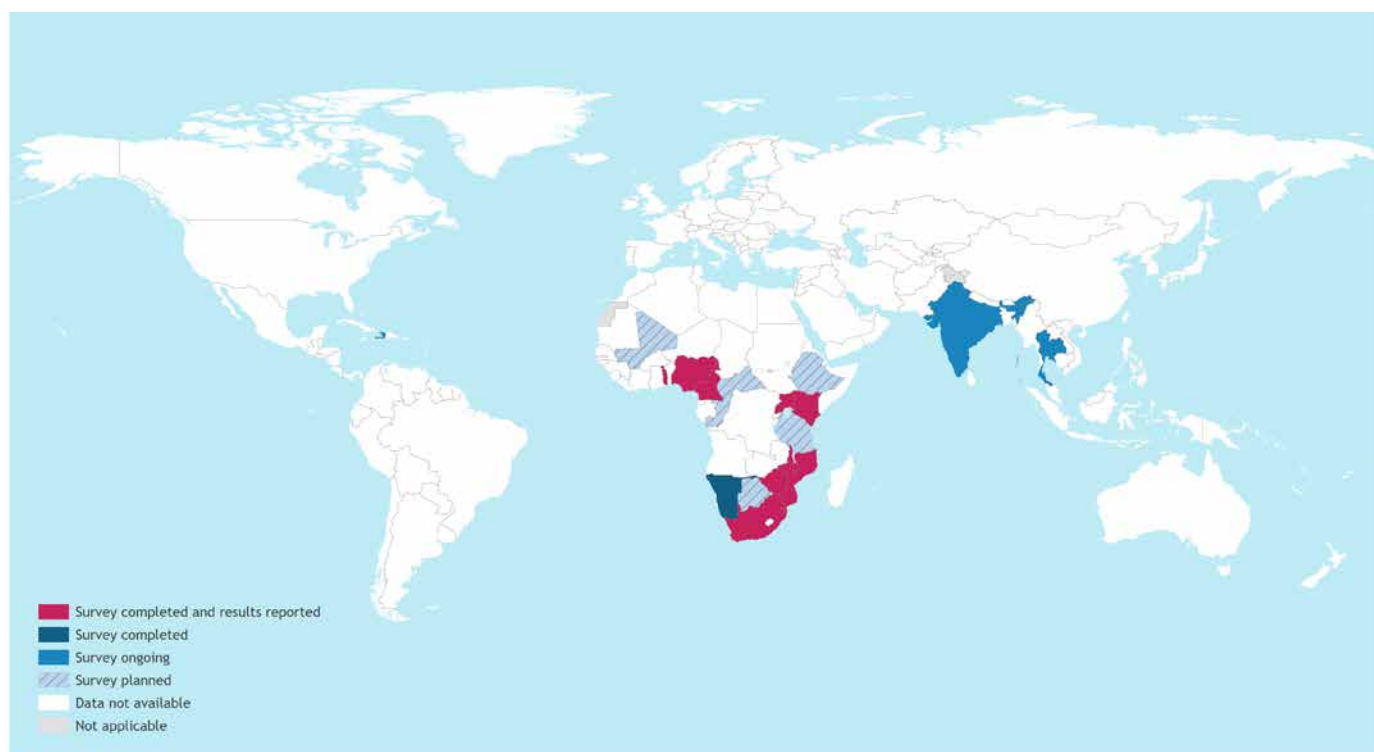 Survey completed and results reported
Survey completed
Survey ongoing
Survey planned
Data not available
Not applicable